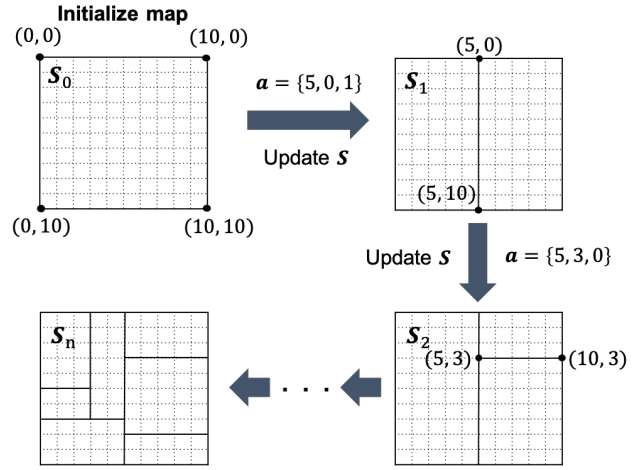 Initialize map
(0, 0)
(10, 0)
S₀
(0, 10)
(10, 10)
a = {5, 0, 1}
Update S
(5, 0)
S₁
(5, 10)
Update S
a = {5, 3, 0}
S₂
(5, 3)
(10, 3)
. . .
Sₙ